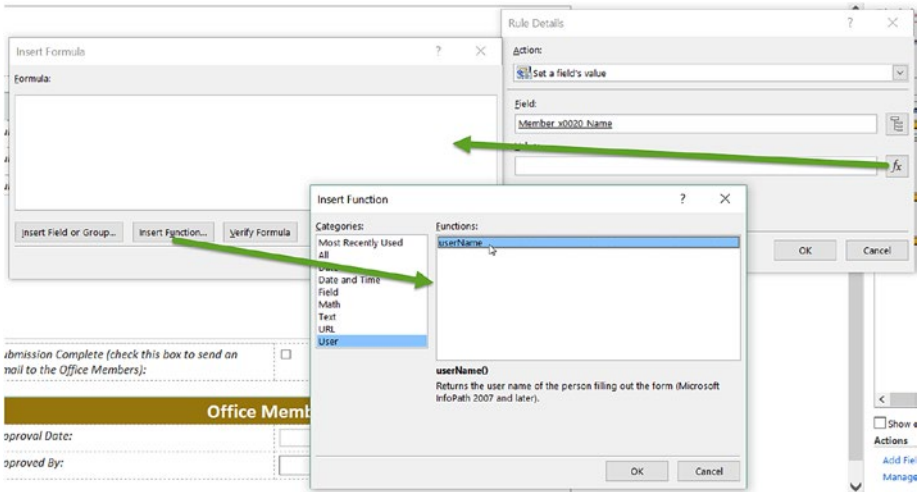 Rule Details
?
Action:
Set a field's value
Field:
Member_x0020_Name
fx
OK
Cancel
Insert Formula
?
Formula:
Insert Field or Group...
Insert Function...
Verify Formula
Insert Function
?
Categories:
Most Recently Used
All
Date and Time
Field
Math
Text
URL
User
Functions:
userName
userName()
Returns the user name of the person filling out the form (Microsoft
InfoPath 2007 and later).
OK
Cancel
ubmission Complete (check this box to send an
mail to the Office Members):
Office Memb
pproval Date:
pproved By:
Show e
Actions
Add Fie
Manage